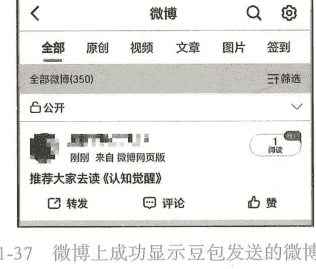 微博
全部 原创 视频 文章 图片 签到
全部微博(350) 筛选
公开
刚刚 来自 微博网页版
1
阅读
推荐大家去读《认知觉醒》
转发 评论 赞
1-37 微博上成功显示豆包发送的微博